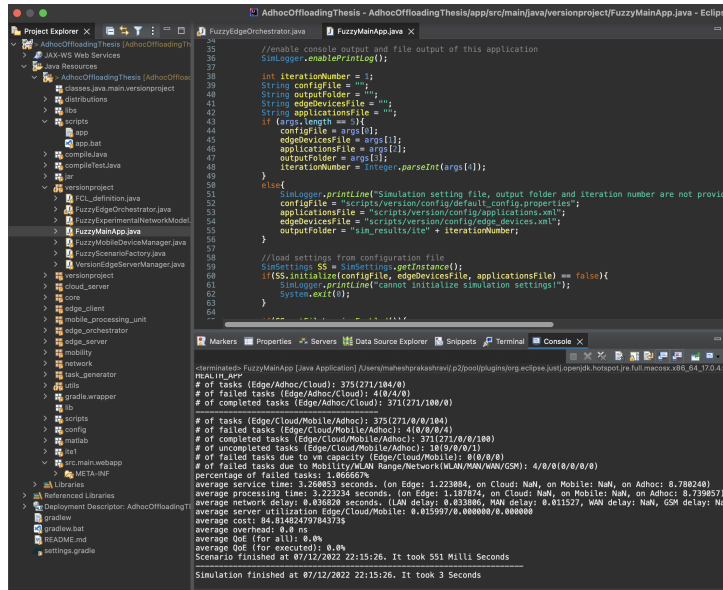 AdhocOffloadingThesis - AdhocOffloadingThesis/app/src/main/java/versionproject/FuzzyMainApp.java - Eclips
Project Explorer
> AdhocOffloadingThesis [AdhocOffloadingTh
JAX-WS Web Services
Java Resources
> AdhocOffloadingThesis [Adhocoffloa
classes.java.main.versionproject
distributions
libs
scripts
app
app.bat
compileJava
compileTestJava
jar
versionproject
FCL_definition.java
FuzzyEdgeOrchestrator.java
FuzzyExperimentalNetworkModel.
FuzzyMainApp.java
FuzzyMobileDeviceManager.java
FuzzyScenarioFactory.java
VersionEdgeServerManager.java
versionproject
cloud_server
core
edge_client
mobile_processing_unit
edge_orchestrator
edge_server
mobility
network
task_generator
utils
gradle.wrapper
lib
scripts
config
matlab
ite1
src.main.webapp
META-INF
Libraries
Referenced Libraries
Deployment Descriptor: AdhocOffloadingT
gradlew
gradlew.bat
README.md
settings.gradle
FuzzyEdgeOrchestrator.java
FuzzyMainApp.java
34
35 //enable console output and file output of this application
36 SimLogger.enablePrintLog();
37
38 int iterationNumber = 1;
39 String configFile = "";
40 String outputFolder = "";
41 String edgeDevicesFile = "";
42 String applicationsFile = "";
43 if (args.length == 5){
44 configFile = args[0];
45 edgeDevicesFile = args[1];
46 applicationsFile = args[2];
47 outputFolder = args[3];
48 iterationNumber = Integer.parseInt(args[4]);
49 }
50 else{
51 SimLogger.printLine("Simulation setting file, output folder and iteration number are not provid
52 configFile = "scripts/version/config/default_config.properties";
53 applicationsFile = "scripts/version/config/applications.xml";
54 edgeDevicesFile = "scripts/version/config/edge_devices.xml";
55 outputFolder = "sim_results/ite" + iterationNumber;
56 }
57
58 //load settings from configuration file
59 SimSettings SS = SimSettings.getInstance();
60 if(SS.initialize(configFile, edgeDevicesFile, applicationsFile) == false){
61 SimLogger.printLine("cannot initialize simulation settings!");
62 System.exit(0);
63 }
64
Markers Properties Servers Data Source Explorer Snippets Terminal Console
<terminated> FuzzyMainApp [Java Application] /Users/maheshprakashravi/.p2/pool/plugins/org.eclipse.justj.openjdk.hotspot.jre.full.macosx.x86_64_17.0.4.
HEALTH_APP
# of tasks (Edge/Adhoc/Cloud): 375(271/104/0)
# of failed tasks (Edge/Adhoc/Cloud): 4(0/4/0)
# of completed tasks (Edge/Adhoc/Cloud): 371(271/100/0)
----------------------------------------
# of tasks (Edge/Cloud/Mobile/Adhoc): 375(271/0/0/104)
# of failed tasks (Edge/Cloud/Mobile/Adhoc): 4(0/0/0/4)
# of completed tasks (Edge/Cloud/Mobile/Adhoc): 371(271/0/0/100)
# of uncompleted tasks (Edge/Cloud/Mobile/Adhoc): 10(9/0/0/1)
# of failed tasks due to vm capacity (Edge/Cloud/Mobile): 0(0/0/0)
# of failed tasks due to Mobility/WLAN Range/Network(WLAN/MAN/WAN/GSM): 4/0/0(0/0/0/0)
percentage of failed tasks: 1.066667%
average service time: 3.260053 seconds. (on Edge: 1.223084, on Cloud: NaN, on Mobile: NaN, on Adhoc: 8.780240)
average processing time: 3.223234 seconds. (on Edge: 1.187874, on Cloud: NaN, on Mobile: NaN, on Adhoc: 8.739057)
average network delay: 0.036820 seconds. (LAN delay: 0.033806, MAN delay: 0.011527, WAN delay: NaN, GSM delay: Na
average server utilization Edge/Cloud/Mobile: 0.015997/0.000000/0.000000
average cost: 84.81482479784373$
average overhead: 0.0 ns
average QoE (for all): 0.0%
average QoE (for executed): 0.0%
Scenario finished at 07/12/2022 22:15:26. It took 551 Milli Seconds
----------------------------------------------------------------------
Simulation finished at 07/12/2022 22:15:26. It took 3 Seconds